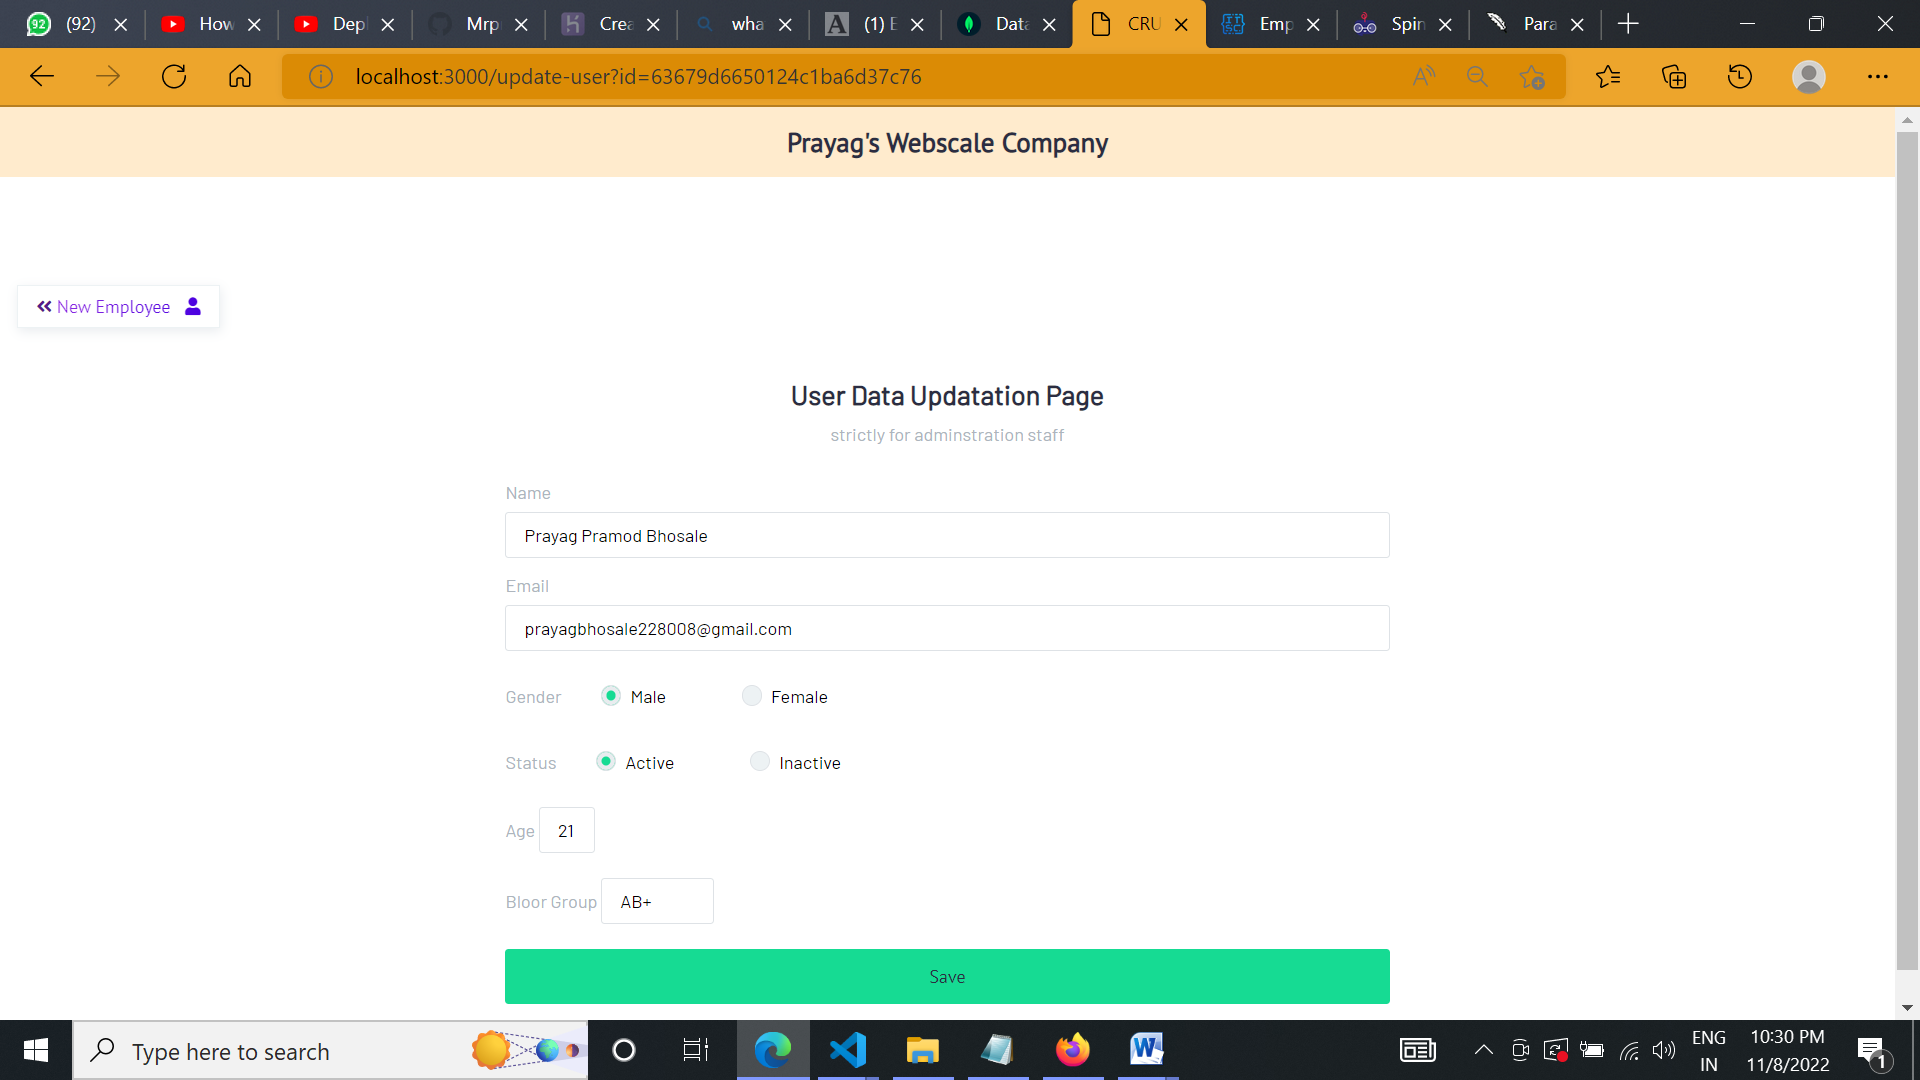 (92) How Dep Mrp Crea wha (1) E Data CRU Emp Spin Para
localhost:3000/update-user?id=63679d6650124c1ba6d37c76
Prayag's Webscale Company
New Employee
User Data Updatation Page
strictly for adminstration staff
Name
Prayag Pramod Bhosale
Email
prayagbhosale228008@gmail.com
Gender Male Female
Status Active Inactive
Age 21
Bloor Group AB+
Save
Type here to search
ENG 10:30 PM
IN 11/8/2022
1